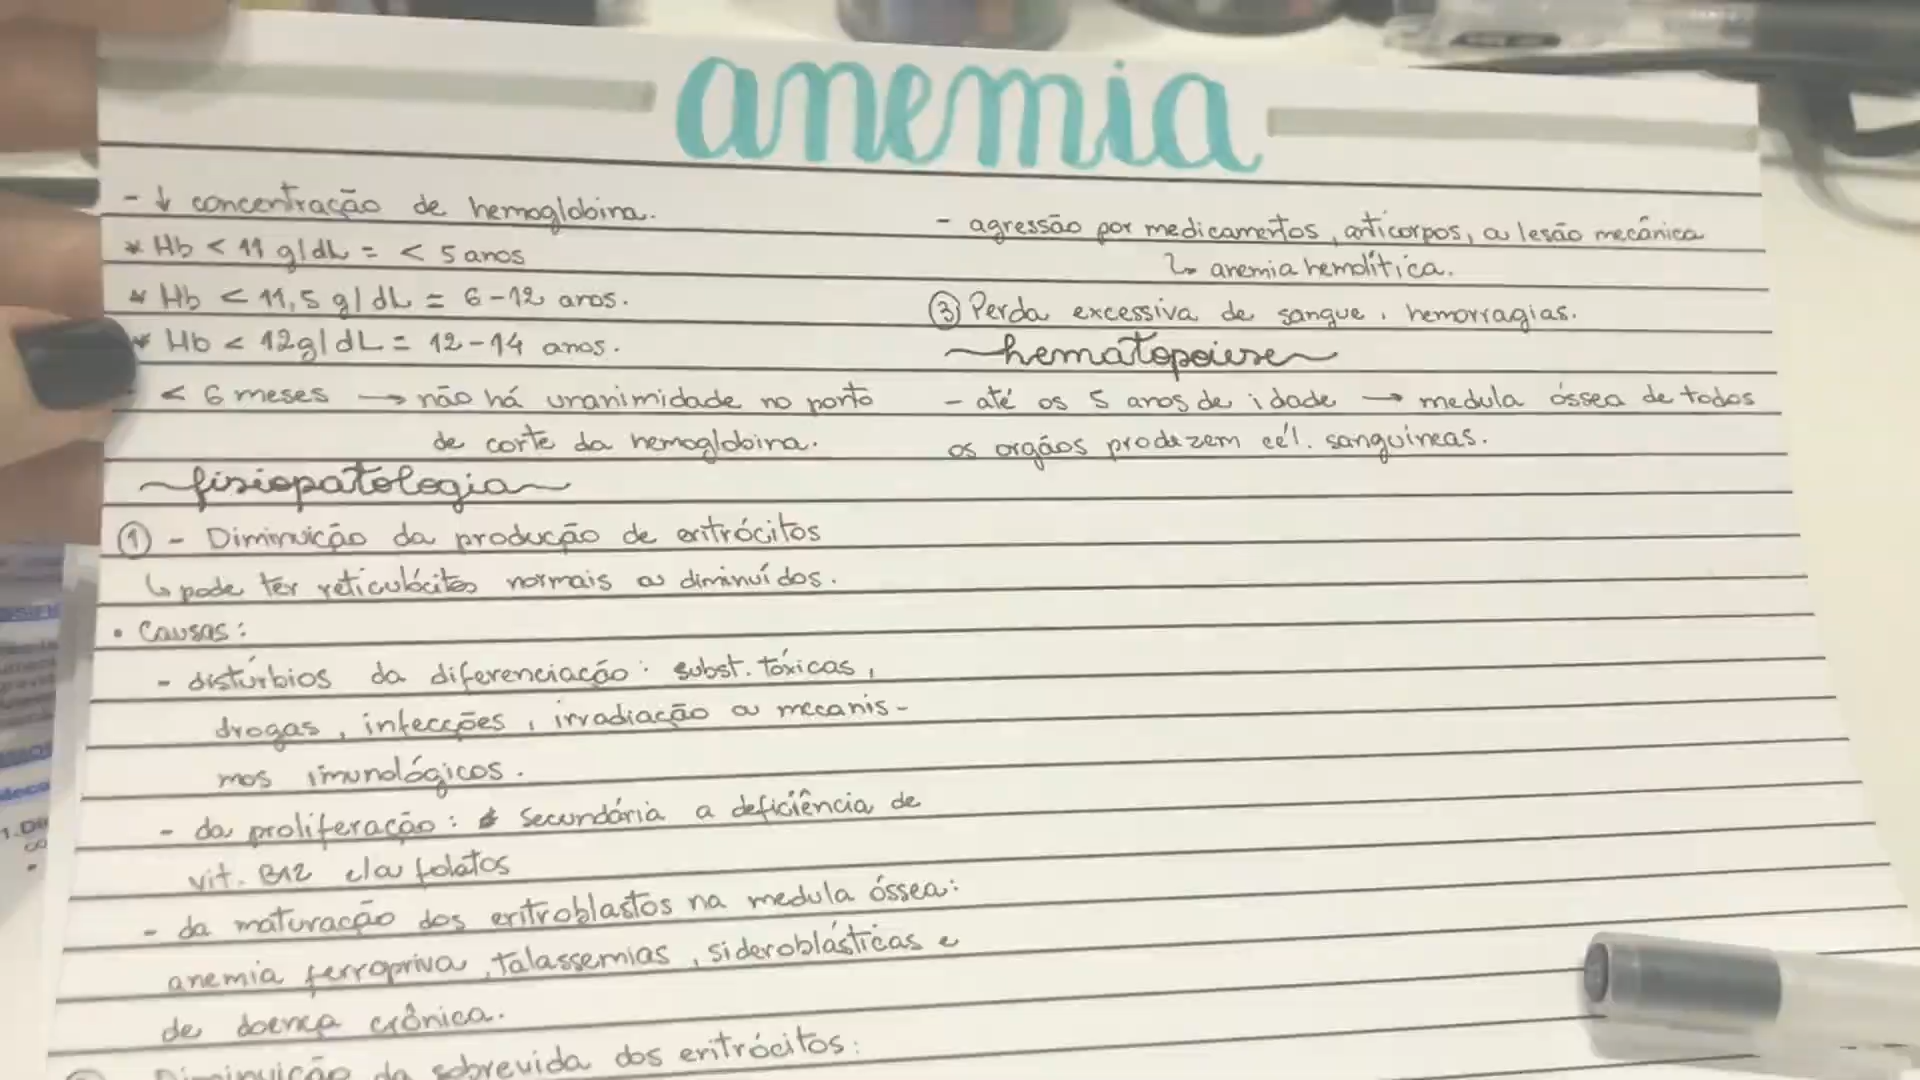 anemia
- ↓ concentração de hemoglobina.
* Hb < 11 g/dL = < 5 anos
* Hb < 11,5 g/dL = 6-12 anos.
* Hb < 12g/dL = 12-14 anos.
< 6 meses → não há unanimidade no ponto
de corte da hemoglobina.
~fisiopatologia~
① - Diminuição da produção de eritrócitos
↳ pode ter reticulócitos normais ou diminuídos.
• Causas:
- distúrbios da diferenciação: subst. tóxicas,
drogas, infecções, irradiação ou mecanis-
mos imunológicos.
- da proliferação: secundária a deficiência de
vit. B12 e/ou folatos
- da maturação dos eritroblastos na medula óssea:
anemia ferropriva, talassemias, sideroblásticas e
de doença crônica.
Diminuição da sobrevida dos eritrócitos:
- agressão por medicamentos, anticorpos, ou lesão mecânica
↳ anemia hemolítica.
③ Perda excessiva de sangue, hemorragias.
~hematopoiese~
- até os 5 anos de idade → medula óssea de todos
os orgãos produzem cél. sanguíneas.